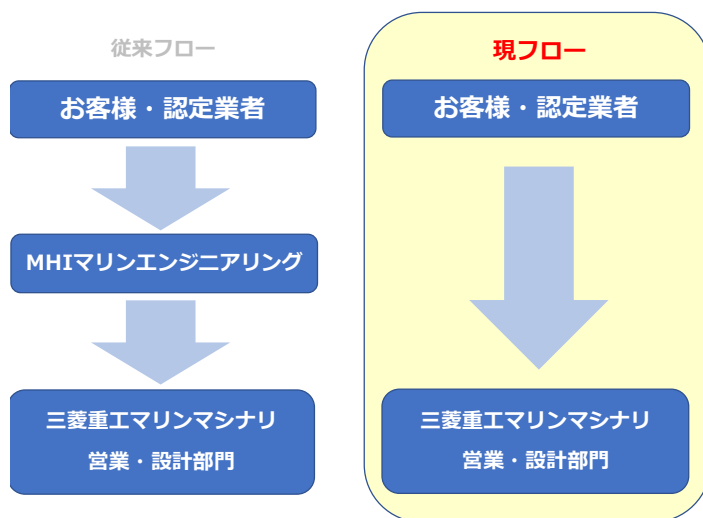 従来フロー
お客様・認定業者
MHIマリンエンジニアリング
三菱重工マリンマシナリ
営業・設計部門
現フロー
お客様・認定業者
三菱重工マリンマシナリ
営業・設計部門